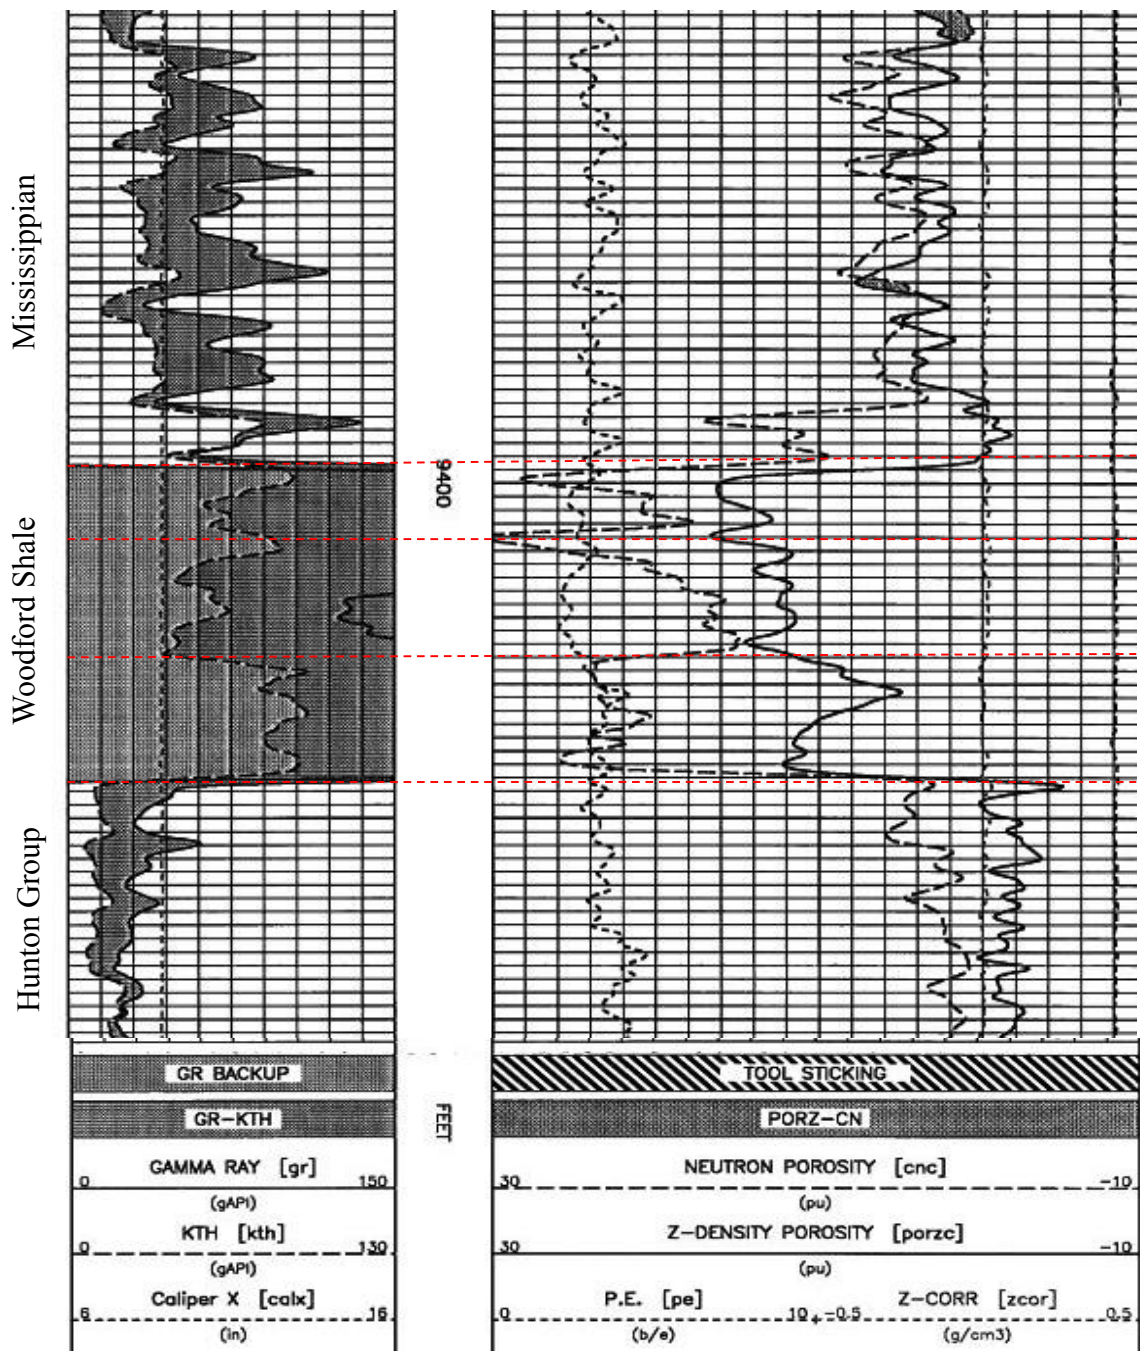 Mississippian
Woodford Shale
Hunton Group
9400
FEET
GR BACKUP
GR-KTH
GAMMA RAY [gr]
0 150
(gAPI)
KTH [kth]
0 130
(gAPI)
Caliper X [calx]
6 16
(in)
TOOL STICKING
PORZ-CN
NEUTRON POROSITY [cnc]
30 -10
(pu)
Z-DENSITY POROSITY [porzc]
30 -10
(pu)
P.E. [pe] Z-CORR [zcor]
0 10 -0.5 0.5
(b/e) (g/cm3)